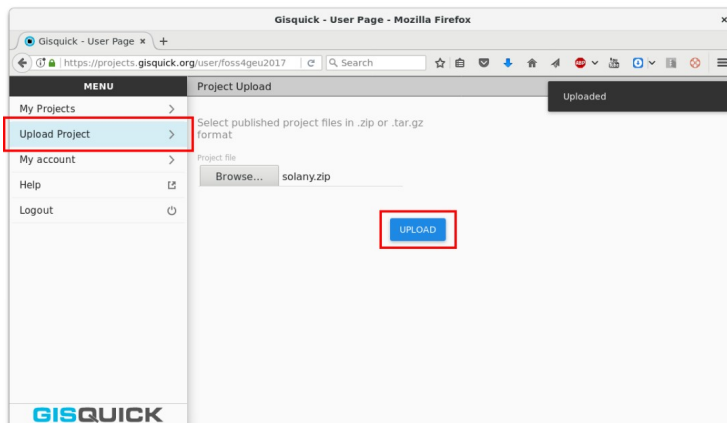 Gisquick - User Page - Mozilla Firefox
Gisquick - User Page
https://projects.gisquick.org/user/foss4geu2017
Search
ABP
MENU
Project Upload
Uploaded
My Projects
Upload Project
My account
Help
Logout
Select published project files in .zip or .tar.gz
format
Project file
Browse... solany.zip
UPLOAD
GISQUICK